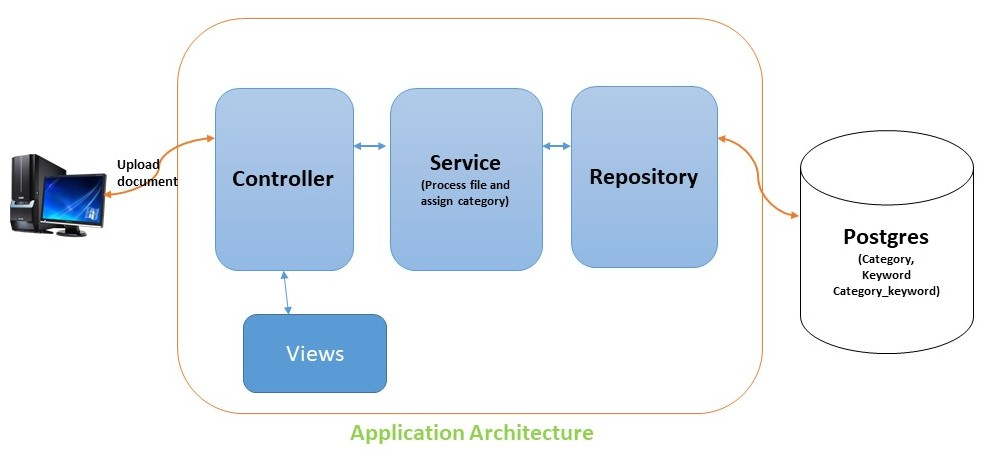 Upload
document
Controller
Service
(Process file and
assign category)
Repository
Postgres
(Category,
Keyword
Category_keyword)
Views
Application Architecture